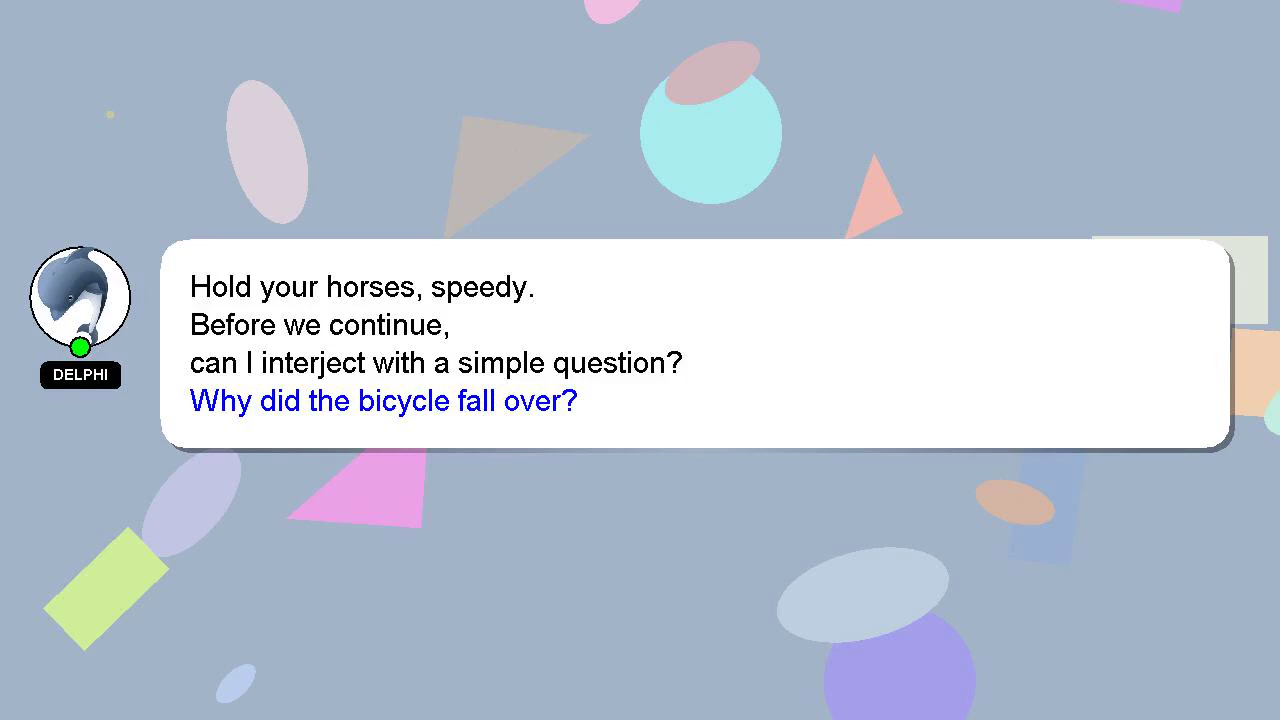 Hold your horses, speedy.
Before we continue,
can I interject with a simple question?
Why did the bicycle fall over?
DELPHI